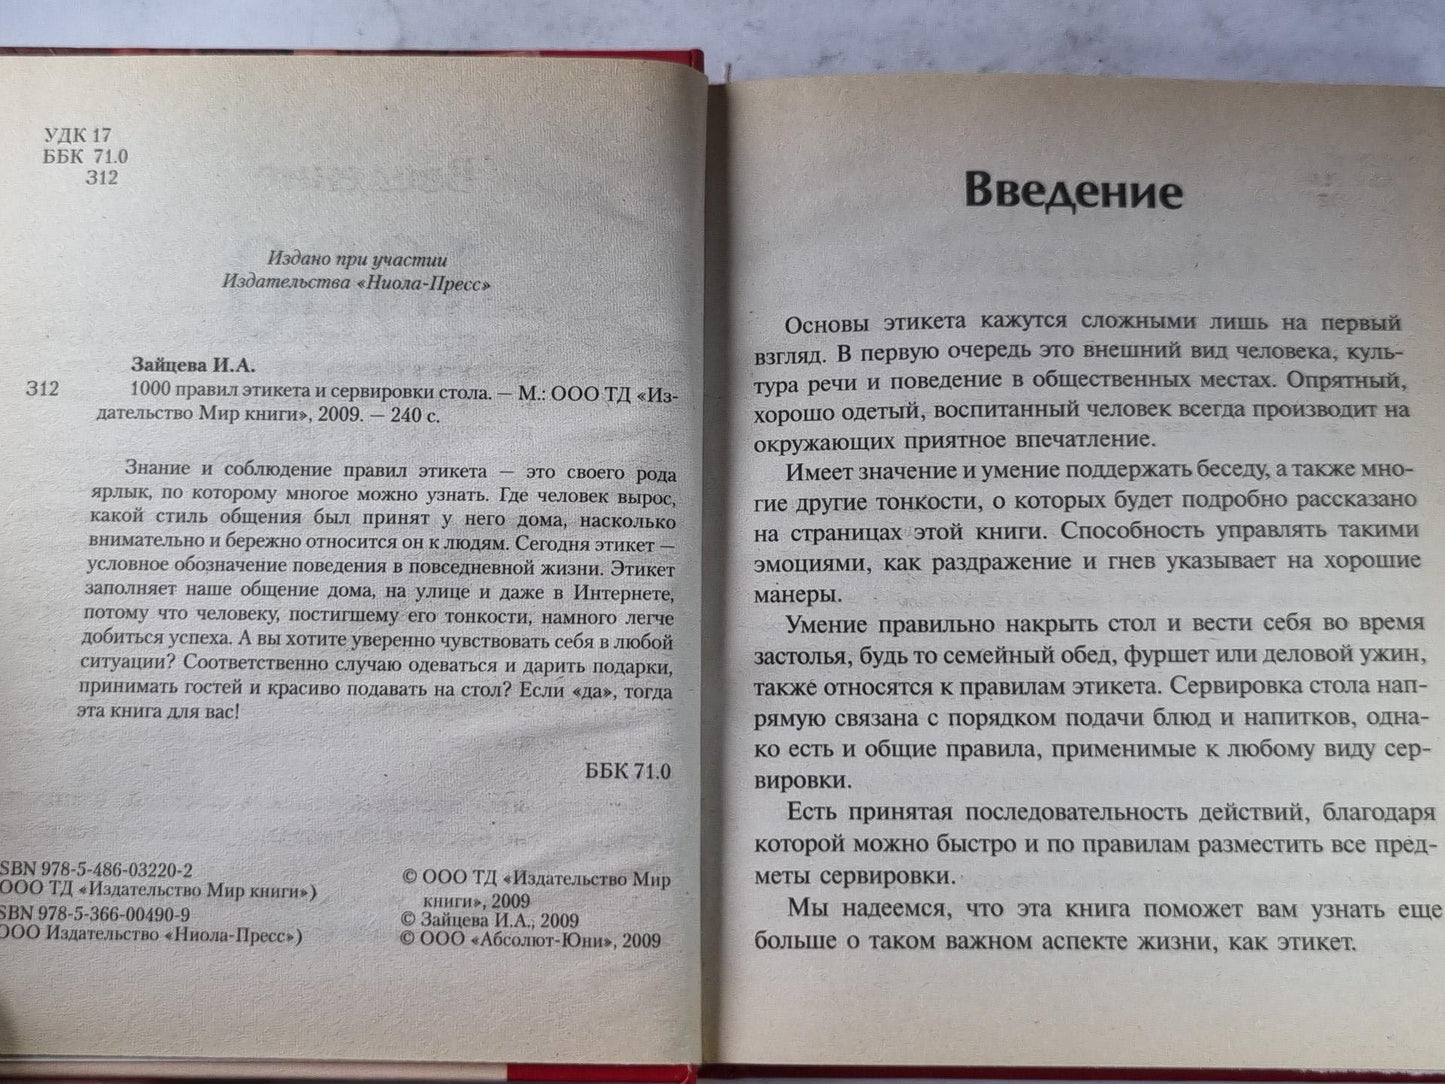 УДК 17
ББК 71.0
З12
Издано при участии
Издательства «Ниола-Пресс»
Зайцева И.А.
З12 1000 правил этикета и сервировки стола. — М.: ООО ТД «Из-
дательство Мир книги», 2009. — 240 с.
Знание и соблюдение правил этикета — это своего рода
ярлык, по которому многое можно узнать. Где человек вырос,
какой стиль общения был принят у него дома, насколько
внимательно и бережно относится он к людям. Сегодня этикет —
условное обозначение поведения в повседневной жизни. Этикет
заполняет наше общение дома, на улице и даже в Интернете,
потому что человеку, постигшему его тонкости, намного легче
добиться успеха. А вы хотите уверенно чувствовать себя в любой
ситуации? Соответственно случаю одеваться и дарить подарки,
принимать гостей и красиво подавать на стол? Если «да», тогда
эта книга для вас!
ББК 71.0
SBN 978-5-486-03220-2
ООО ТД «Издательство Мир книги»)
SBN 978-5-366-00490-9
ООО Издательство «Ниола-Пресс»)
© ООО ТД «Издательство Мир
книги», 2009
© Зайцева И.А., 2009
© ООО «Абсолют-Юни», 2009
Введение
Основы этикета кажутся сложными лишь на первый
взгляд. В первую очередь это внешний вид человека, куль-
тура речи и поведение в общественных местах. Опрятный,
хорошо одетый, воспитанный человек всегда производит на
окружающих приятное впечатление.
Имеет значение и умение поддержать беседу, а также мно-
гие другие тонкости, о которых будет подробно рассказано
на страницах этой книги. Способность управлять такими
эмоциями, как раздражение и гнев указывает на хорошие
манеры.
Умение правильно накрыть стол и вести себя во время
застолья, будь то семейный обед, фуршет или деловой ужин,
также относятся к правилам этикета. Сервировка стола нап-
рямую связана с порядком подачи блюд и напитков, одна-
ко есть и общие правила, применимые к любому виду сер-
вировки.
Есть принятая последовательность действий, благодаря
которой можно быстро и по правилам разместить все пред-
меты сервировки.
Мы надеемся, что эта книга поможет вам узнать еще
больше о таком важном аспекте жизни, как этикет.